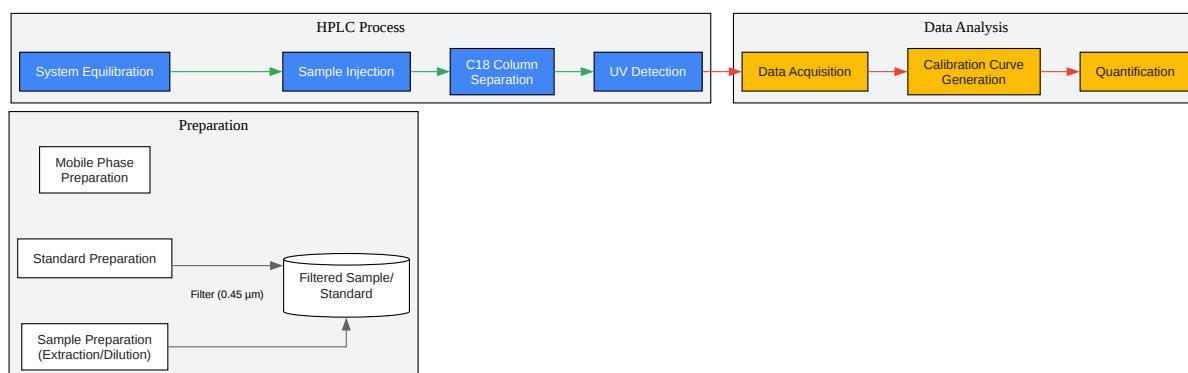 HPLC Process
System Equilibration
Sample Injection
C18 Column
Separation
UV Detection
Data Analysis
Data Acquisition
Calibration Curve
Generation
Quantification
Preparation
Mobile Phase
Preparation
Standard Preparation
Filter (0.45 µm)
Filtered Sample/
Standard
Sample Preparation
(Extraction/Dilution)